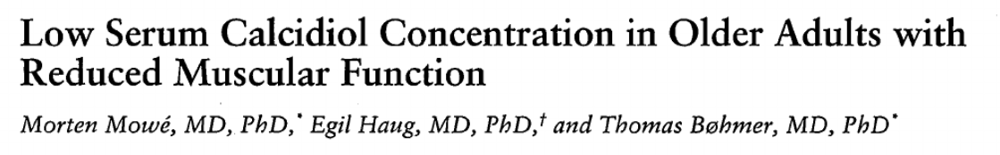 Low Serum Calcidiol Concentration in Older Adults with
Reduced Muscular Function
Morten Mowé, MD, PhD,* Egil Haug, MD, PhD,† and Thomas Bøhmer, MD, PhD*